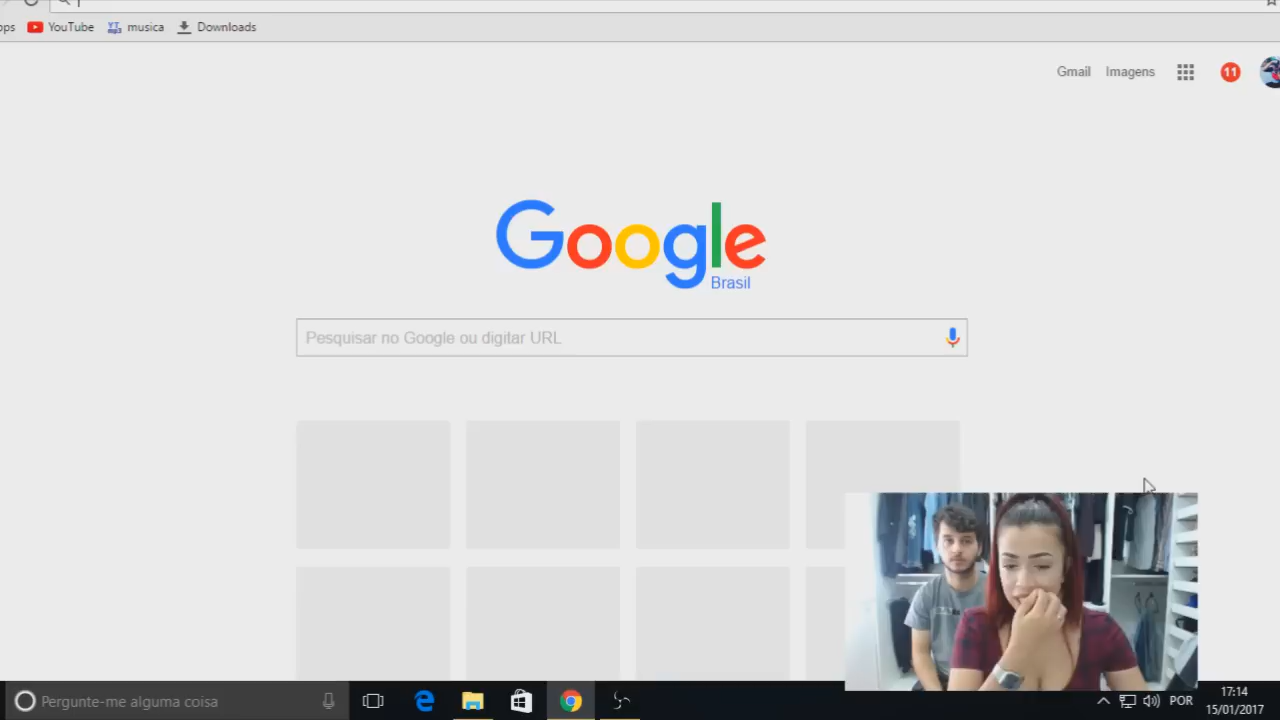 ps YouTube musica Downloads
Gmail Imagens 11
Google
Brasil
Pesquisar no Google ou digitar URL
Pergunte-me alguma coisa
POR
17:14
15/01/2017